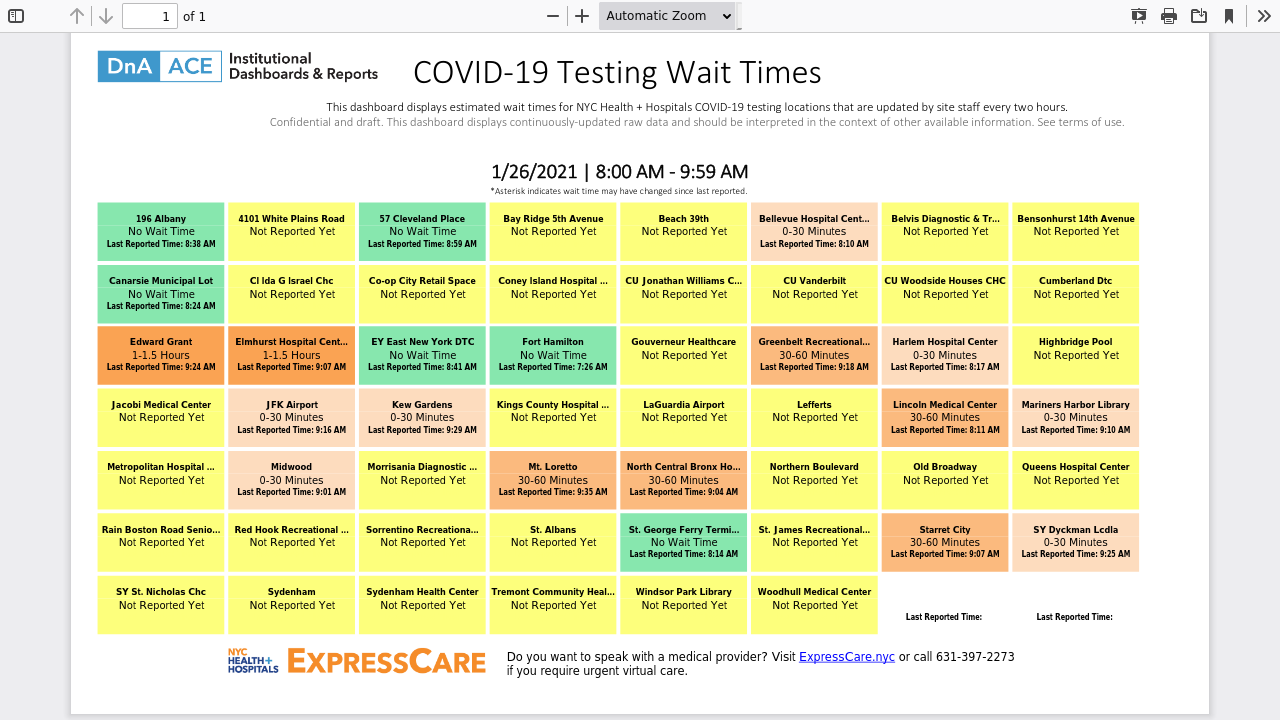 1 of 1 Automatic Zoom
DnA ACE Institutional
Dashboards & Reports
COVID-19 Testing Wait Times
This dashboard displays estimated wait times for NYC Health + Hospitals COVID-19 testing locations that are updated by site staff every two hours.
Confidential and draft. This dashboard displays continuously-updated raw data and should be interpreted in the context of other available information. See terms of use.
1/26/2021 | 8:00 AM - 9:59 AM
*Asterisk indicates wait time may have changed since last reported.
196 Albany
No Wait Time
Last Reported Time: 8:38 AM
4101 White Plains Road
Not Reported Yet
57 Cleveland Place
No Wait Time
Last Reported Time: 8:59 AM
Bay Ridge 5th Avenue
Not Reported Yet
Beach 39th
Not Reported Yet
Bellevue Hospital Cent...
0-30 Minutes
Last Reported Time: 8:10 AM
Belvis Diagnostic & Tr...
Not Reported Yet
Bensonhurst 14th Avenue
Not Reported Yet
Canarsie Municipal Lot
No Wait Time
Last Reported Time: 8:24 AM
Cl Ida G Israel Chc
Not Reported Yet
Co-op City Retail Space
Not Reported Yet
Coney Island Hospital ...
Not Reported Yet
CU Jonathan Williams C...
Not Reported Yet
CU Vanderbilt
Not Reported Yet
CU Woodside Houses CHC
Not Reported Yet
Cumberland Dtc
Not Reported Yet
Edward Grant
1-1.5 Hours
Last Reported Time: 9:24 AM
Elmhurst Hospital Cent...
1-1.5 Hours
Last Reported Time: 9:07 AM
EY East New York DTC
No Wait Time
Last Reported Time: 8:41 AM
Fort Hamilton
No Wait Time
Last Reported Time: 7:26 AM
Gouverneur Healthcare
Not Reported Yet
Greenbelt Recreational...
30-60 Minutes
Last Reported Time: 9:18 AM
Harlem Hospital Center
0-30 Minutes
Last Reported Time: 8:17 AM
Highbridge Pool
Not Reported Yet
Jacobi Medical Center
Not Reported Yet
JFK Airport
0-30 Minutes
Last Reported Time: 9:16 AM
Kew Gardens
0-30 Minutes
Last Reported Time: 9:29 AM
Kings County Hospital ...
Not Reported Yet
LaGuardia Airport
Not Reported Yet
Lefferts
Not Reported Yet
Lincoln Medical Center
30-60 Minutes
Last Reported Time: 8:11 AM
Mariners Harbor Library
0-30 Minutes
Last Reported Time: 9:10 AM
Metropolitan Hospital ...
Not Reported Yet
Midwood
0-30 Minutes
Last Reported Time: 9:01 AM
Morrisania Diagnostic ...
Not Reported Yet
Mt. Loretto
30-60 Minutes
Last Reported Time: 9:35 AM
North Central Bronx Ho...
30-60 Minutes
Last Reported Time: 9:04 AM
Northern Boulevard
Not Reported Yet
Old Broadway
Not Reported Yet
Queens Hospital Center
Not Reported Yet
Rain Boston Road Senio...
Not Reported Yet
Red Hook Recreational ...
Not Reported Yet
Sorrentino Recreationa...
Not Reported Yet
St. Albans
Not Reported Yet
St. George Ferry Termi...
No Wait Time
Last Reported Time: 8:14 AM
St. James Recreational...
Not Reported Yet
Starret City
30-60 Minutes
Last Reported Time: 9:07 AM
SY Dyckman Lcdla
0-30 Minutes
Last Reported Time: 9:25 AM
SY St. Nicholas Chc
Not Reported Yet
Sydenham
Not Reported Yet
Sydenham Health Center
Not Reported Yet
Tremont Community Heal...
Not Reported Yet
Windsor Park Library
Not Reported Yet
Woodhull Medical Center
Not Reported Yet
Last Reported Time:
Last Reported Time:
NYC
HEALTH+
HOSPITALS
EXPRESSCARE
Do you want to speak with a medical provider? Visit ExpressCare.nyc or call 631-397-2273
if you require urgent virtual care.